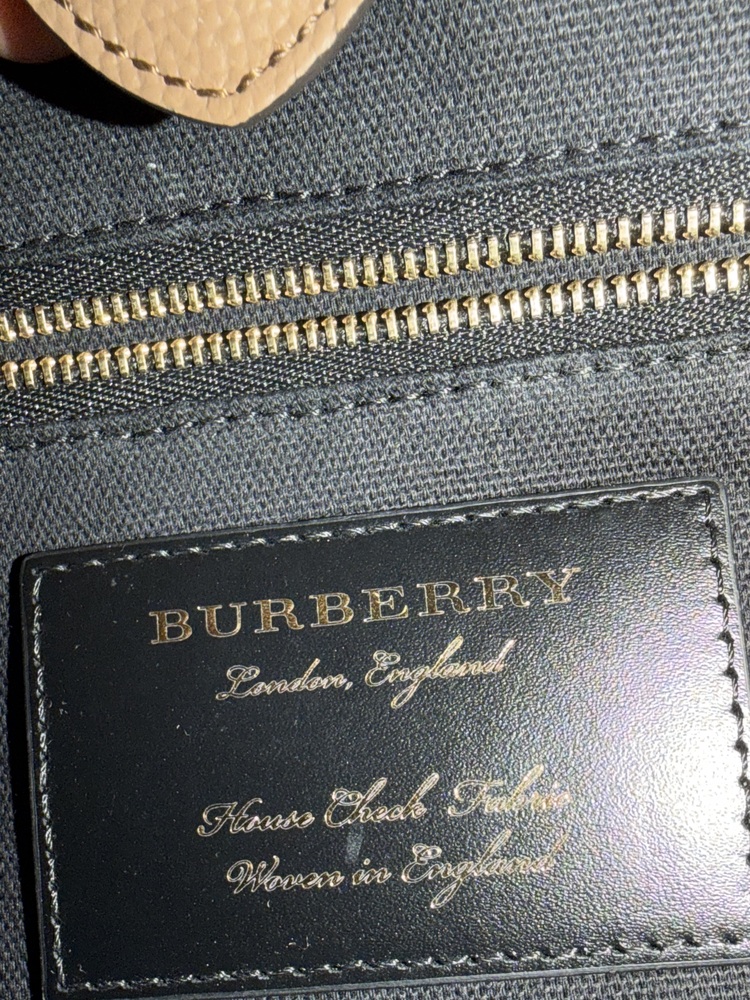 BURBERRY
London, England
House Check Fabric
Woven in England